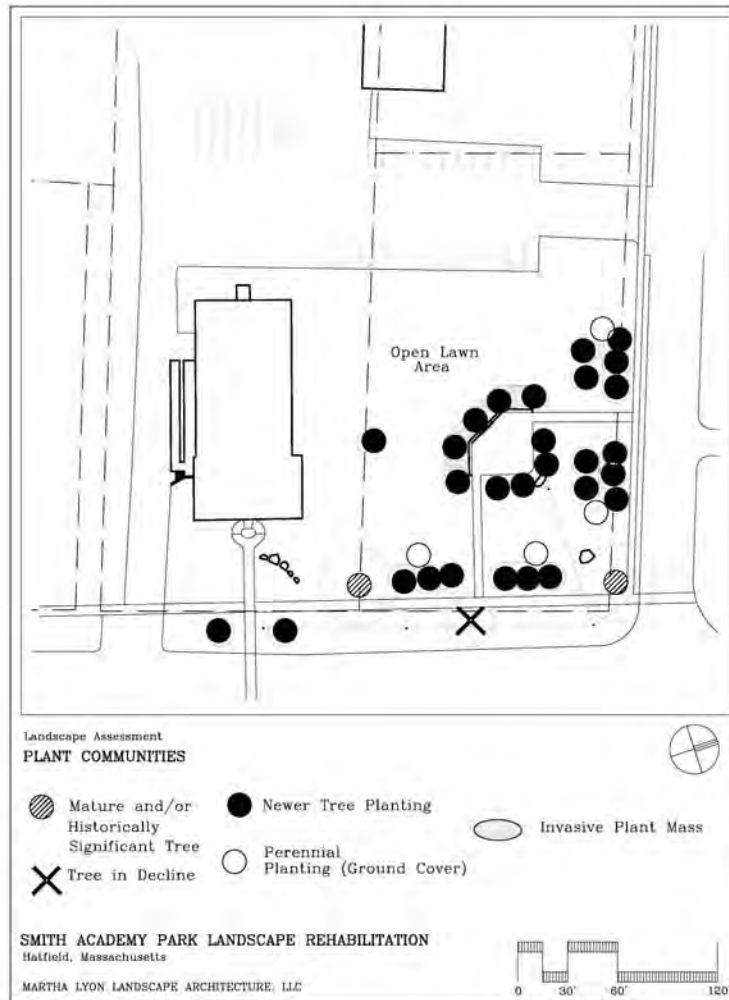 Open Lawn
Area
Landscape Assessment
PLANT COMMUNITIES
Mature and/or
Historically
Significant Tree
Newer Tree Planting
Invasive Plant Mass
Perennial
Planting (Ground Cover)
Tree in Decline
SMITH ACADEMY PARK LANDSCAPE REHABILITATION
Hatfield, Massachusetts
MARTHA LYON LANDSCAPE ARCHITECTURE, LLC
0 30' 60' 120'